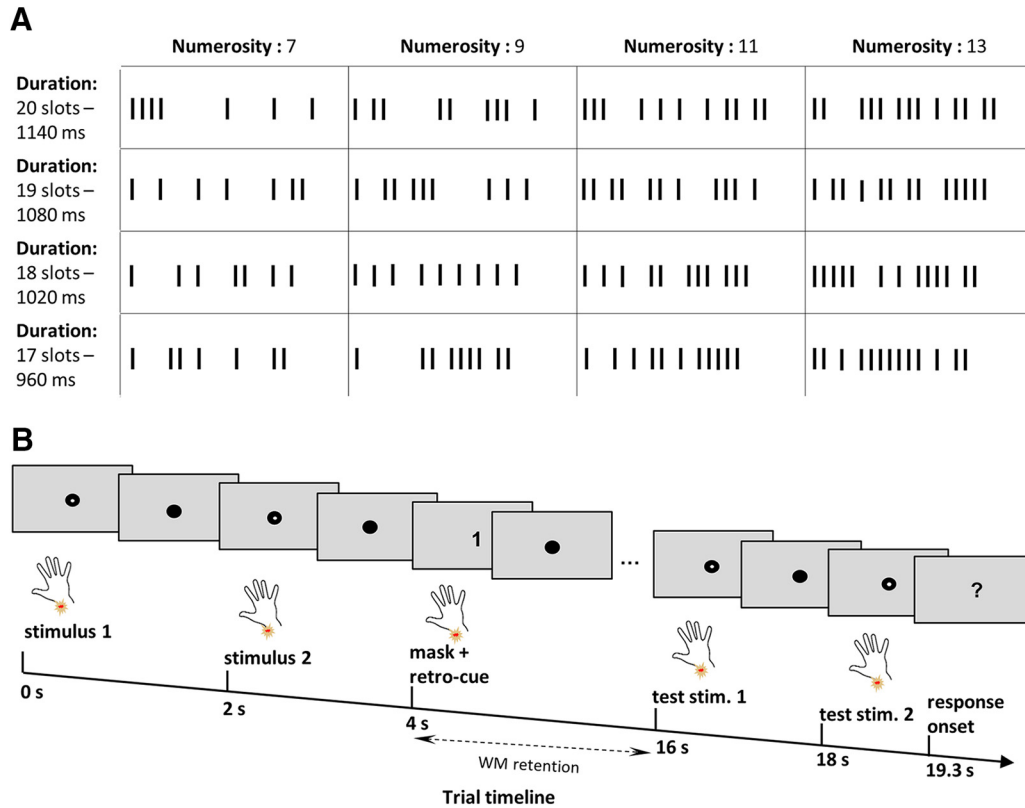 A
Numerosity : 7 Numerosity : 9 Numerosity : 11 Numerosity : 13
Duration:
20 slots –
1140 ms
Duration:
19 slots –
1080 ms
Duration:
18 slots –
1020 ms
Duration:
17 slots –
960 ms
B
1
...
?
stimulus 1
stimulus 2
mask +
retro-cue
test stim. 1
test stim. 2
response
onset
0 s
2 s
4 s
16 s
18 s
19.3 s
WM retention
Trial timeline